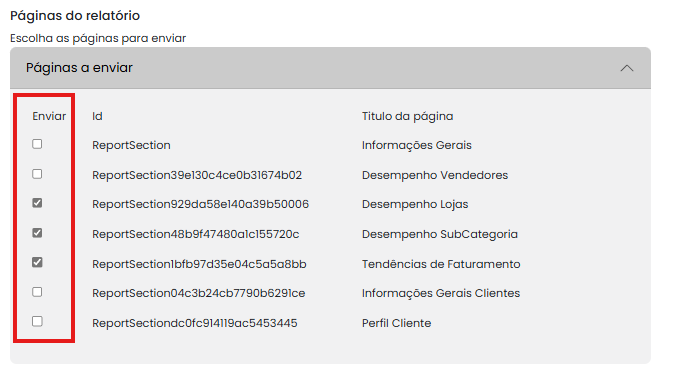 Páginas do relatório
Escolha as páginas para enviar
Páginas a enviar
Enviar Id Titulo da página
ReportSection Informações Gerais
ReportSection39e130c4ce0b31674b02 Desempenho Vendedores
ReportSection929da58e140a39b50006 Desempenho Lojas
ReportSection48b9f47480a1c155720c Desempenho SubCategoria
ReportSection1bfb97d35e04c5a5a8bb Tendências de Faturamento
ReportSection04c3b24cb7790b6291ce Informações Gerais Clientes
ReportSectiondc0fc914119ac5453445 Perfil Cliente